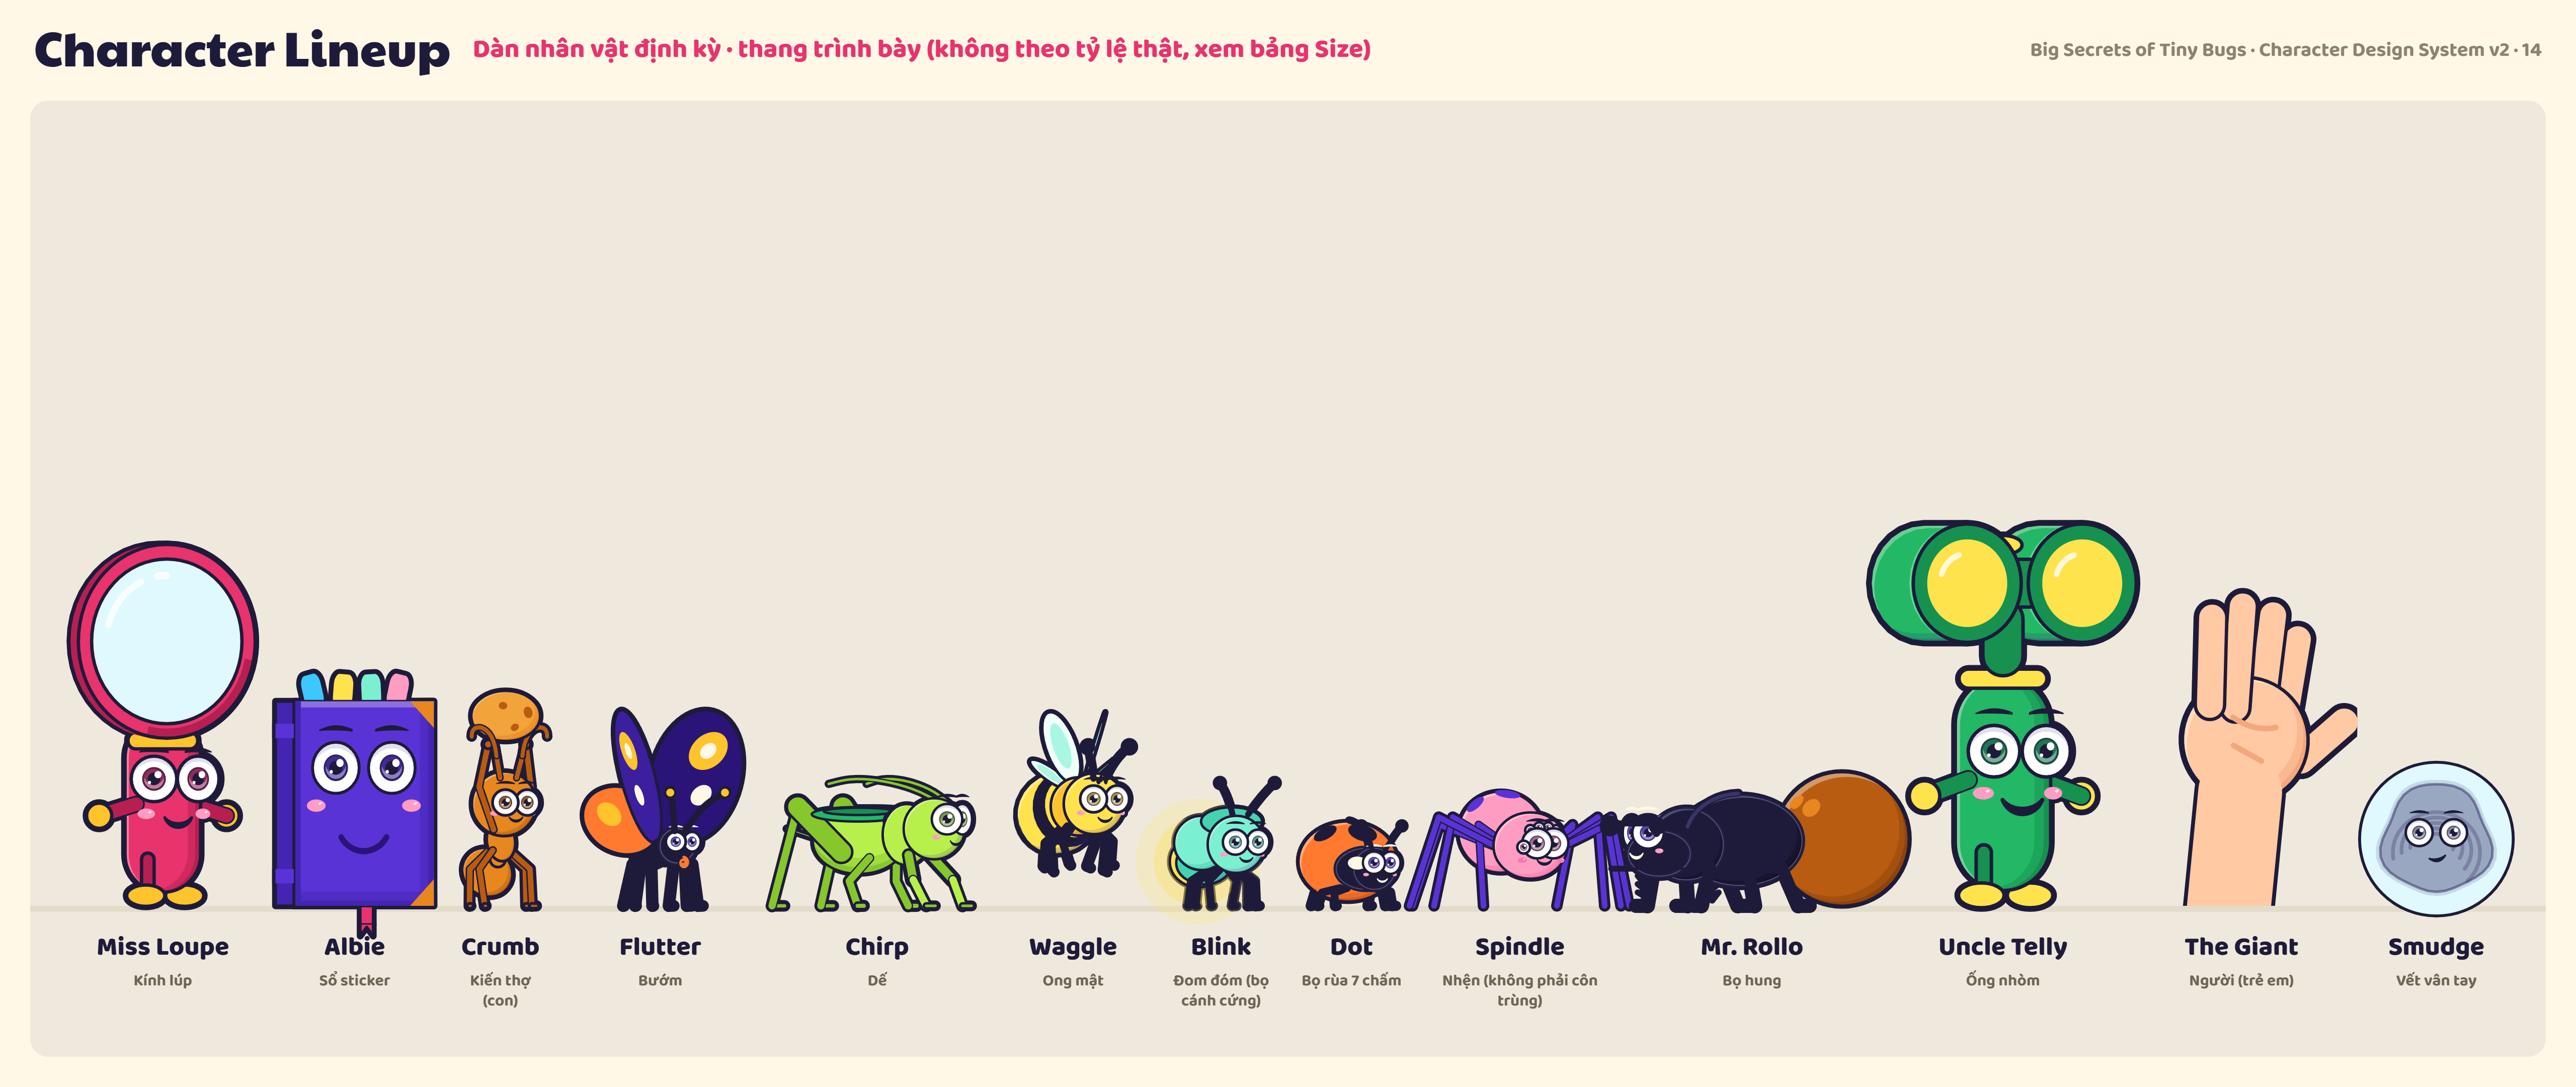 Character Lineup
Dàn nhân vật định kỳ · thang trình bày (không theo tỷ lệ thật, xem bảng Size)
Big Secrets of Tiny Bugs · Character Design System v2 · 14
Miss Loupe
Kính lúp
Albie
Sổ sticker
Crumb
Kiến thợ
(con)
Flutter
Bướm
Chirp
Dế
Waggle
Ong mật
Blink
Đom đóm (bọ
cánh cứng)
Dot
Bọ rùa 7 chấm
Spindle
Nhện (không phải côn
trùng)
Mr. Rollo
Bọ hung
Uncle Telly
Ống nhòm
The Giant
Người (trẻ em)
Smudge
Vết vân tay